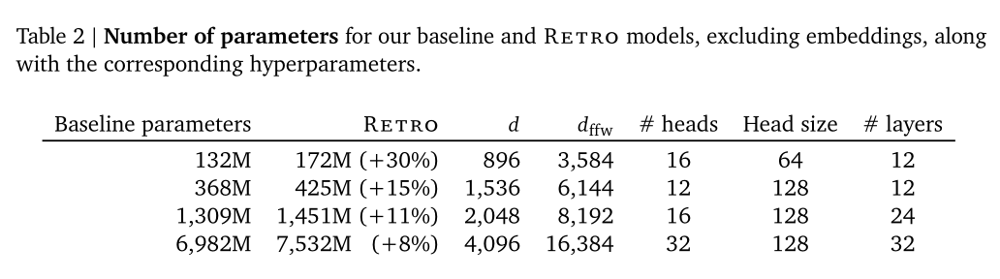 Table 2 | Number of parameters for our baseline and RETRO models, excluding embeddings, along
with the corresponding hyperparameters.
Baseline parameters RETRO d d_ffw # heads Head size # layers
132M 172M (+30%) 896 3,584 16 64 12
368M 425M (+15%) 1,536 6,144 12 128 12
1,309M 1,451M (+11%) 2,048 8,192 16 128 24
6,982M 7,532M (+8%) 4,096 16,384 32 128 32